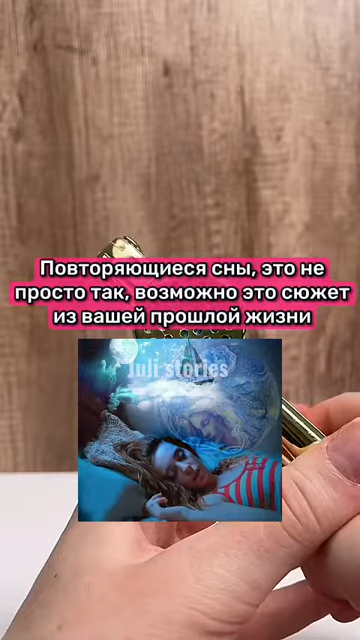 Повторяющиеся сны, это не
просто так, возможно это сюжет
из вашей прошлой жизни
Juli stories